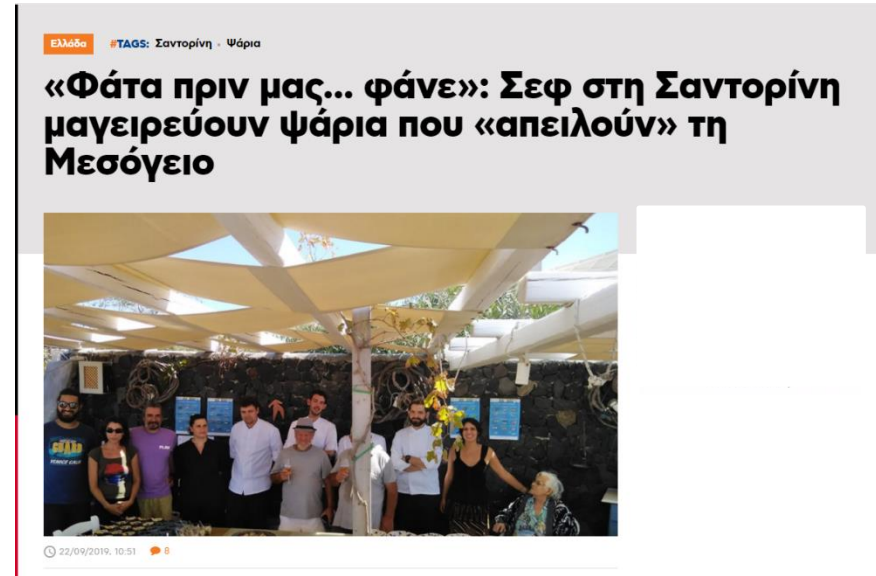 Ελλάδα #TAGS: Σαντορίνη Ψάρια
«Φάτα πριν μας... φάνε»: Σεφ στη Σαντορίνη
μαγειρεύουν ψάρια που «απειλούν» τη
Μεσόγειο
22/09/2019, 10:51 8